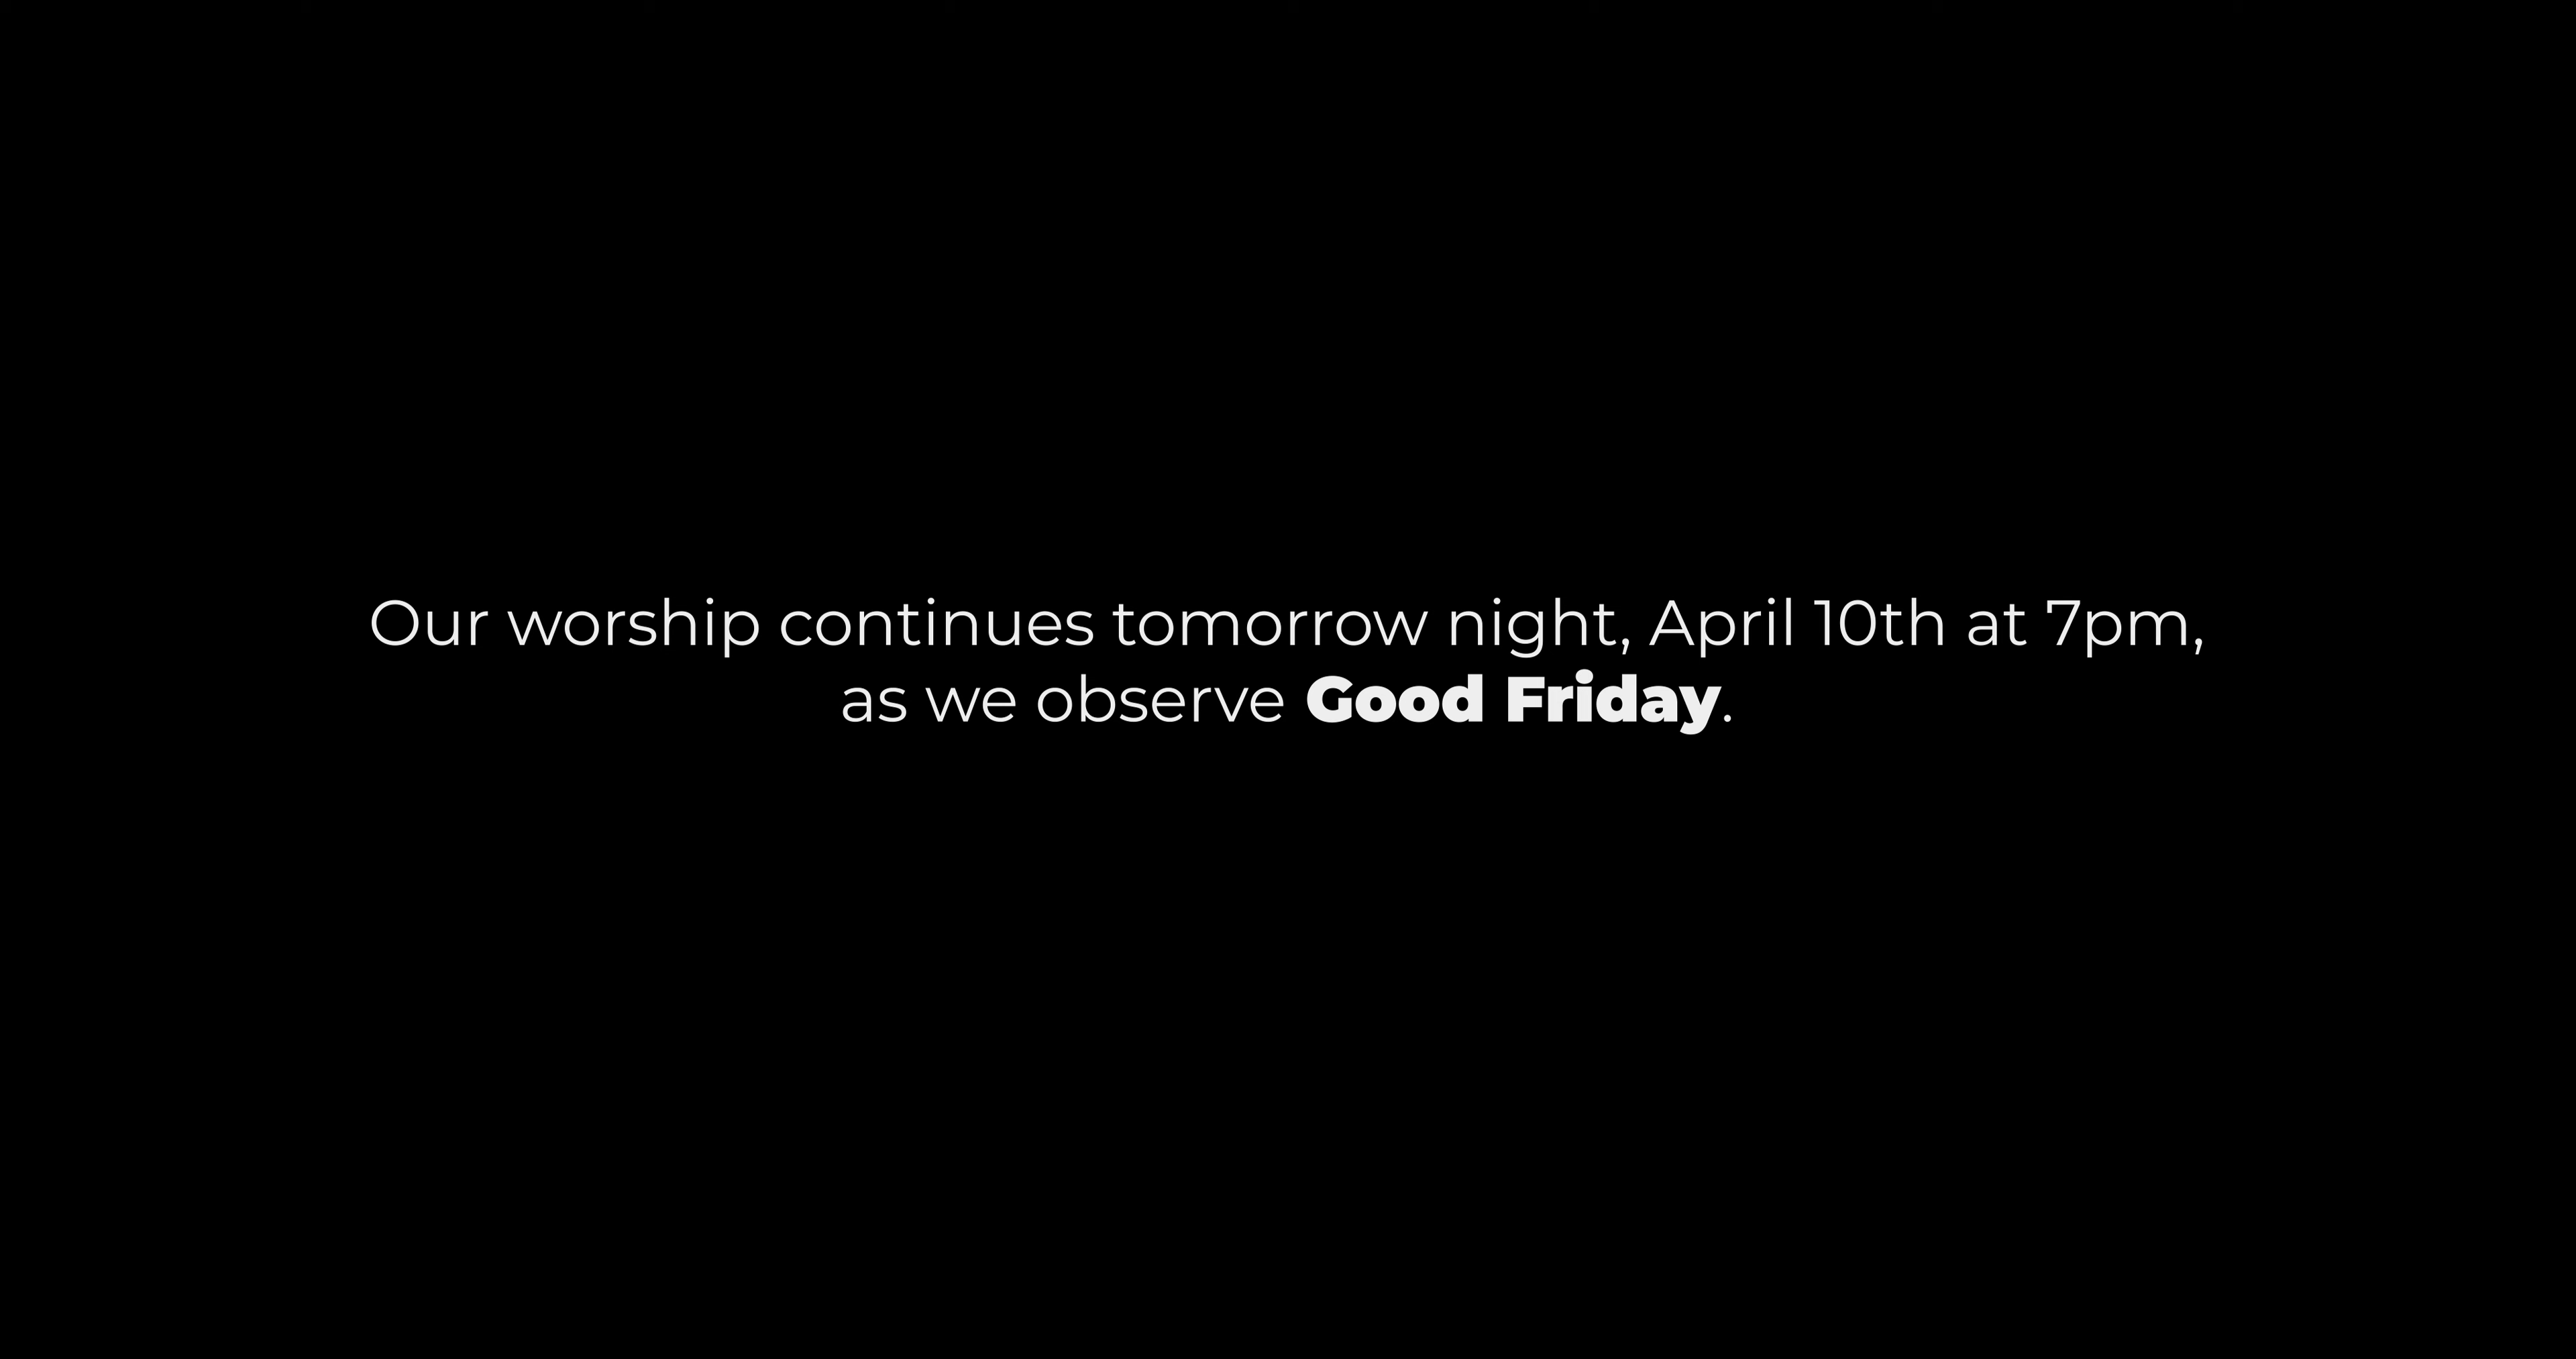 Our worship continues tomorrow night, April 10th at 7pm,
as we observe Good Friday.